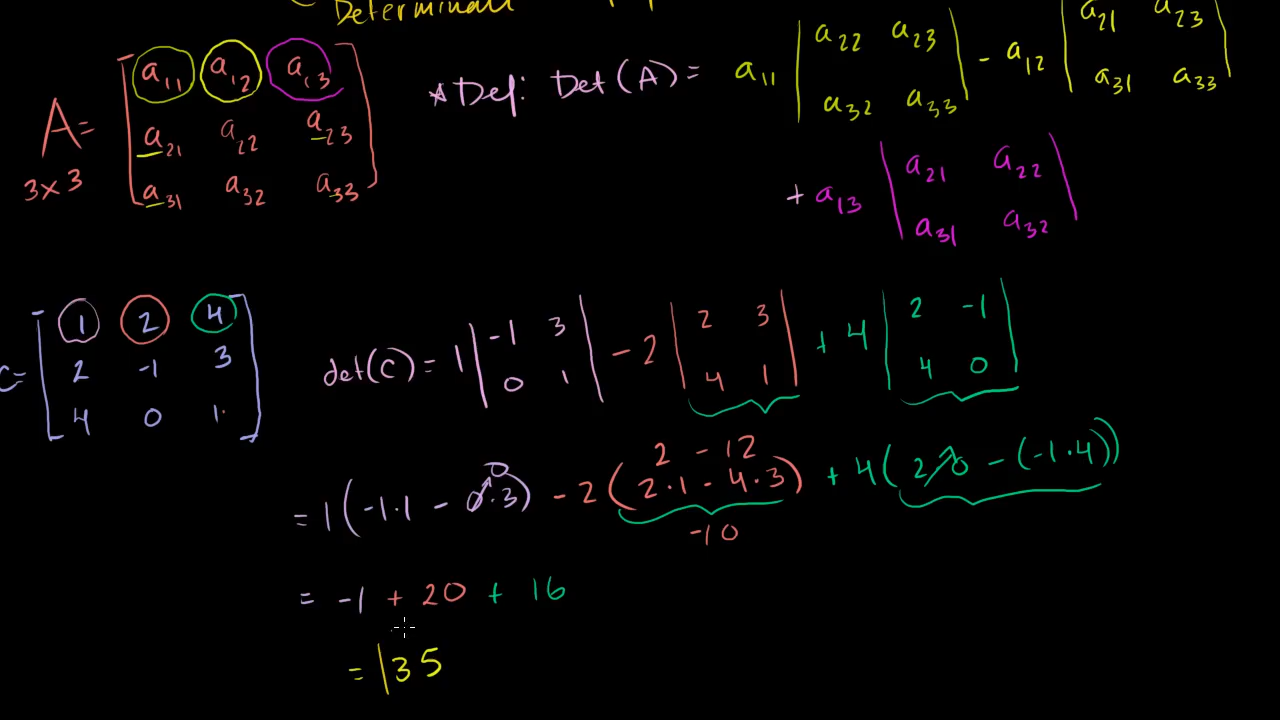 Determinant
A = [ a11 a12 a13 ] * Def: Det(A) = a11 | a22 a23 | - a12 | a21 a23 |
3×3 [ a21 a22 a23 ] | a32 a33 | | a31 a33 |
[ a31 a32 a33 ] + a13 | a21 a22 |
| a31 a32 |
C = [ 1 2 4 ] det(C) = 1 | -1 3 | - 2 | 2 3 | + 4 | 2 -1 |
[ 2 -1 3 ] | 0 1 | | 4 1 | | 4 0 |
[ 4 0 1 ]
0 2 - 12
= 1(-1·1 - 0·3) - 2(2·1 - 4·3) + 4(2·0 - (-1·4))
-10
= -1 + 20 + 16
= |35